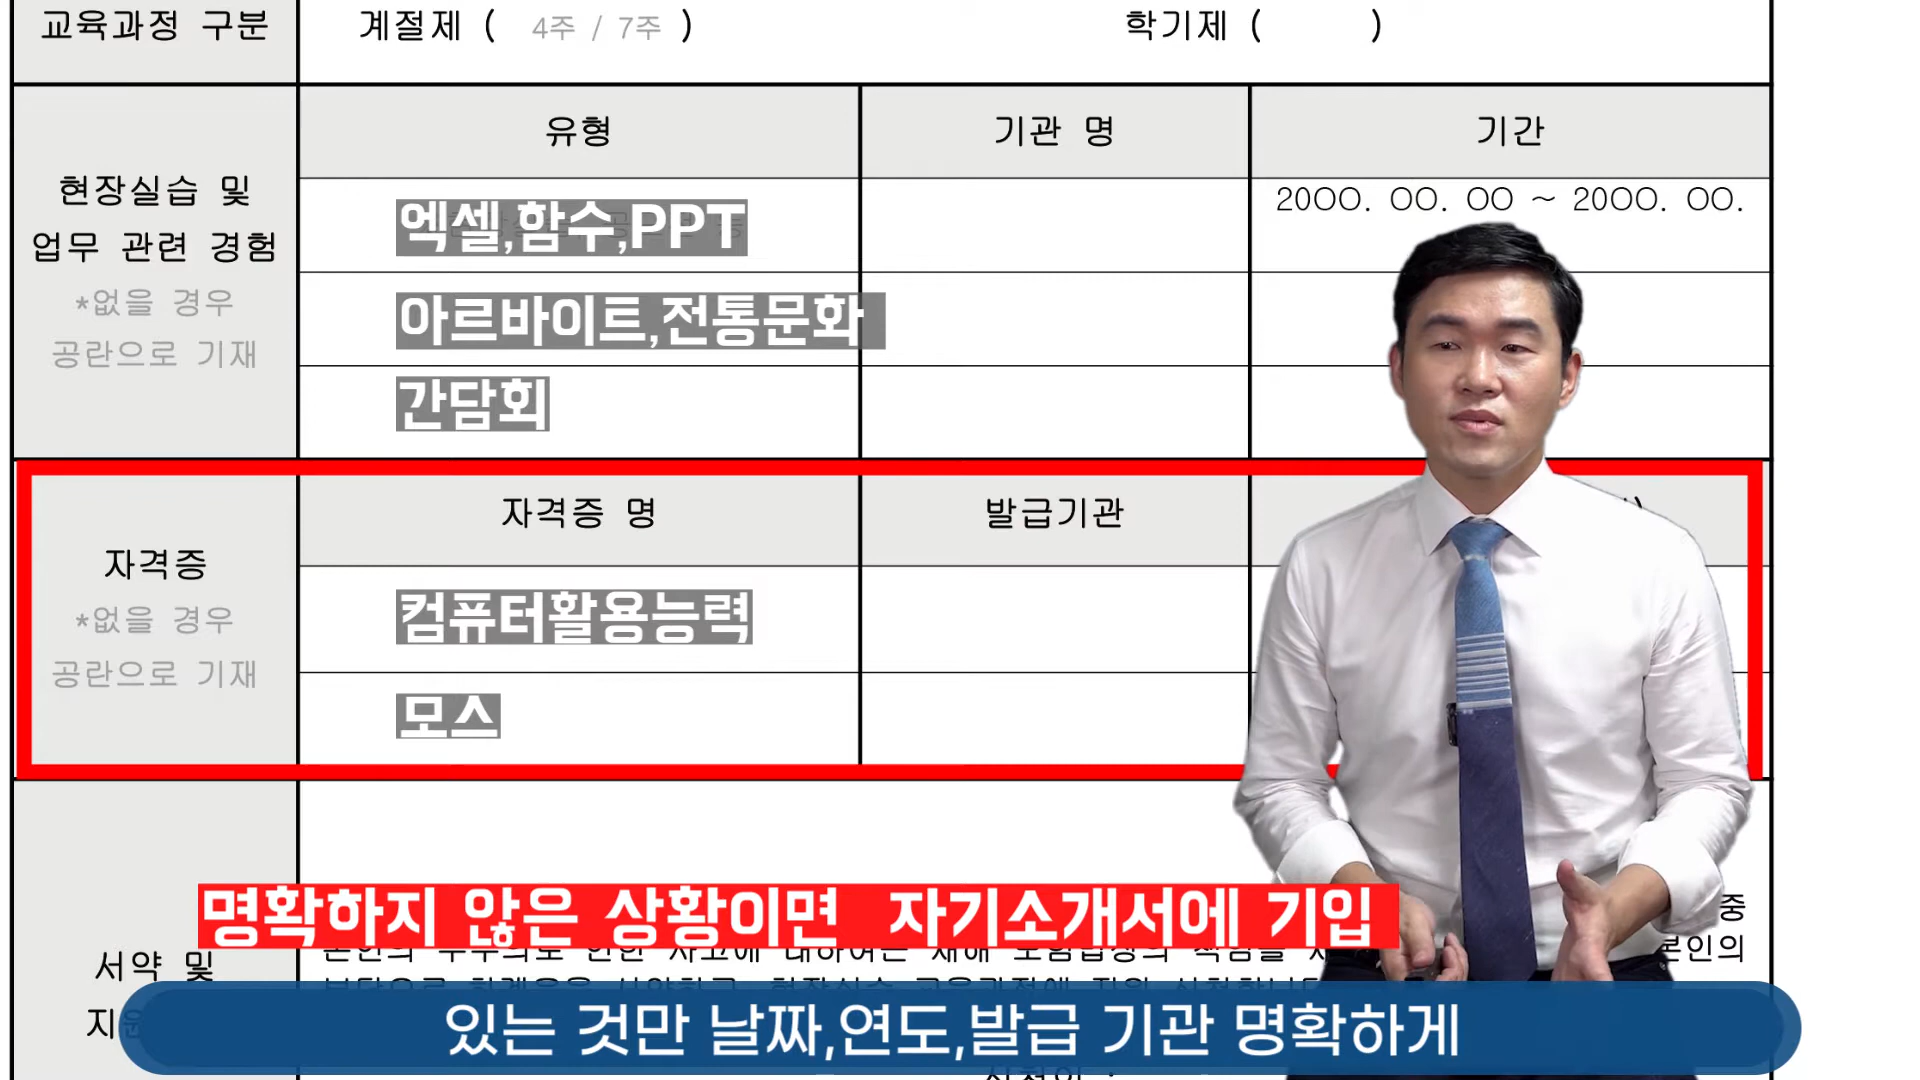 교육과정 구분
계절제 ( 4주 / 7주 )
학기제 ( )
유형
기관 명
기간
현장실습 및
업무 관련 경험
*없을 경우
공란으로 기재
2000. 00. 00 ~ 2000. 00.
엑셀,함수,PPT
아르바이트,전통문화
간담회
자격증 명
발급기관
자격증
*없을 경우
공란으로 기재
컴퓨터활용능력
모스
중
명확하지 않은 상황이면 자기소개서에 기입
본인의
서약 및
지
있는 것만 날짜,연도,발급 기관 명확하게